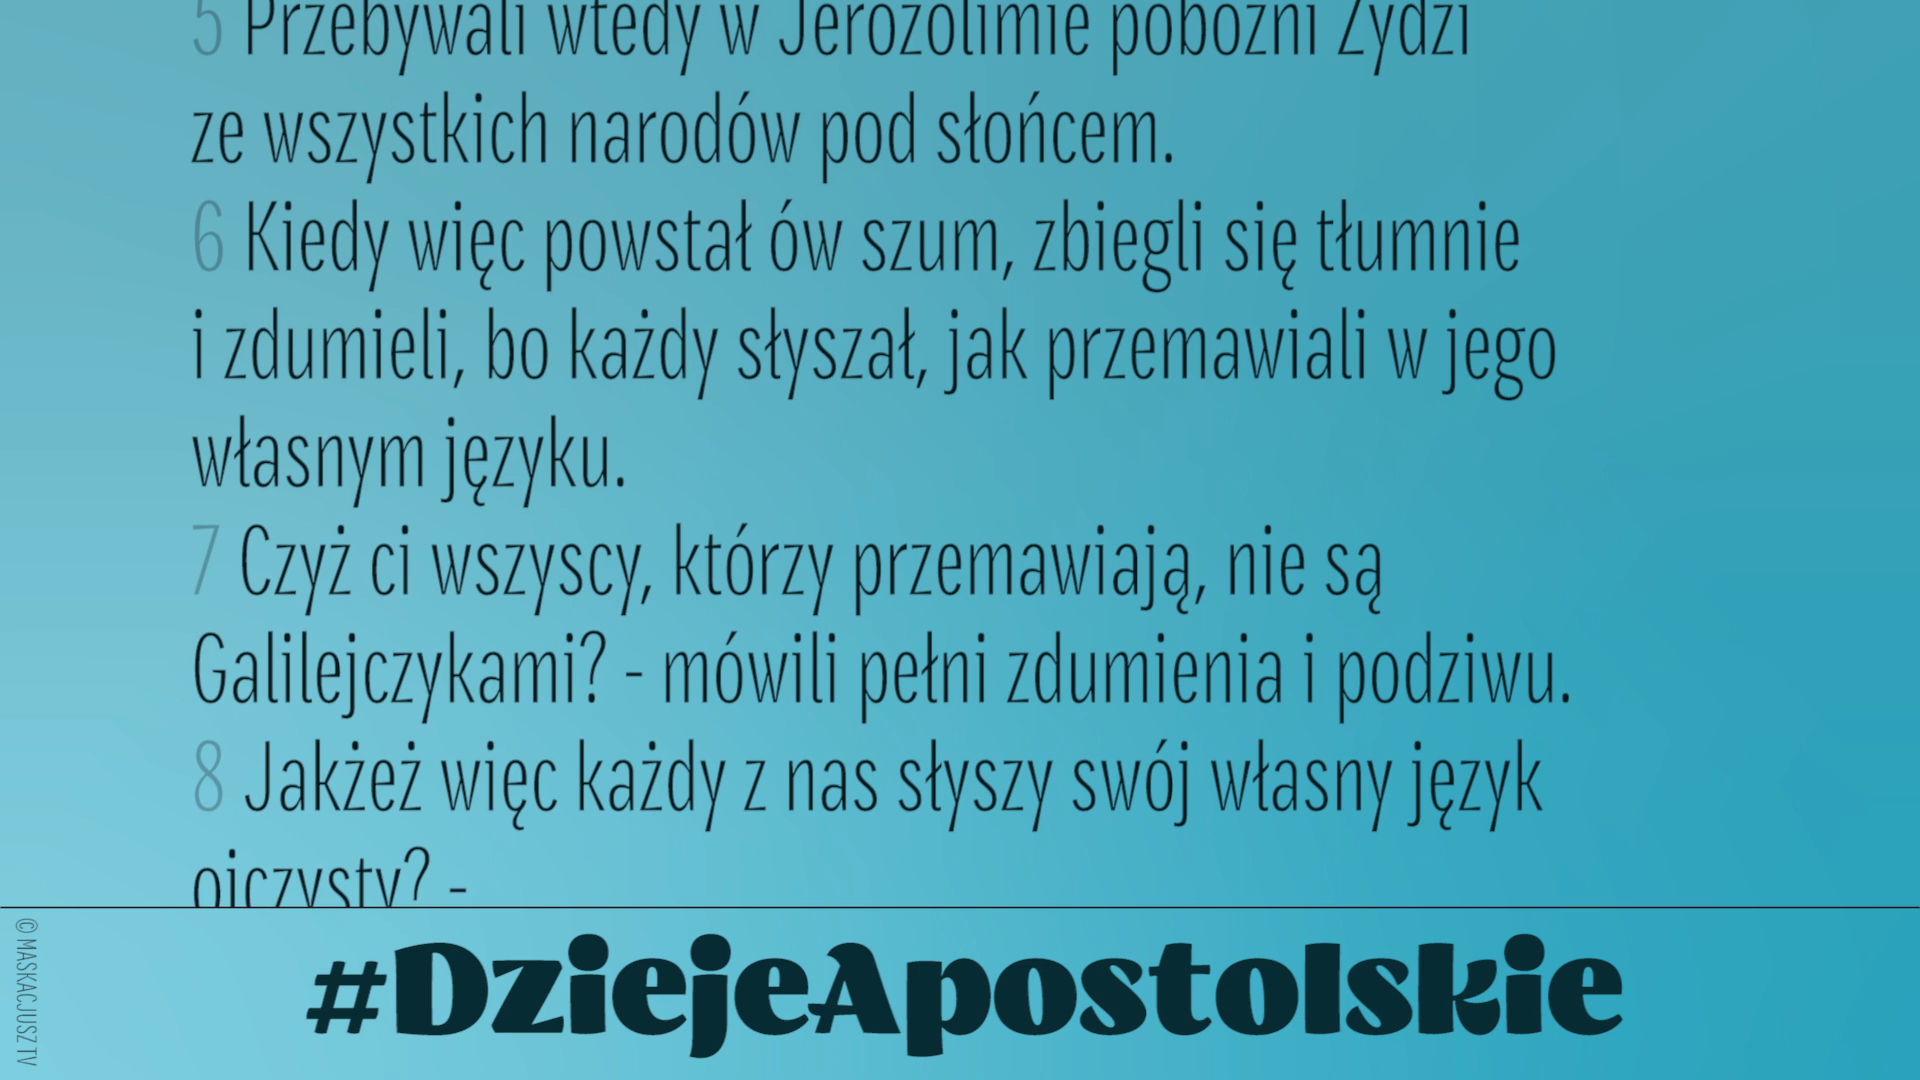 5 Przebywali wtedy w Jerozolimie pobożni Żydzi
ze wszystkich narodów pod słońcem.
6 Kiedy więc powstał ów szum, zbiegli się tłumnie
i zdumieli, bo każdy słyszał, jak przemawiali w jego
własnym języku.
7 Czyż ci wszyscy, którzy przemawiają, nie są
Galilejczykami? - mówili pełni zdumienia i podziwu.
8 Jakżeż więc każdy z nas słyszy swój własny język
ojczysty? -
#DziejeApostolskie
© MASKACJUSZ TV